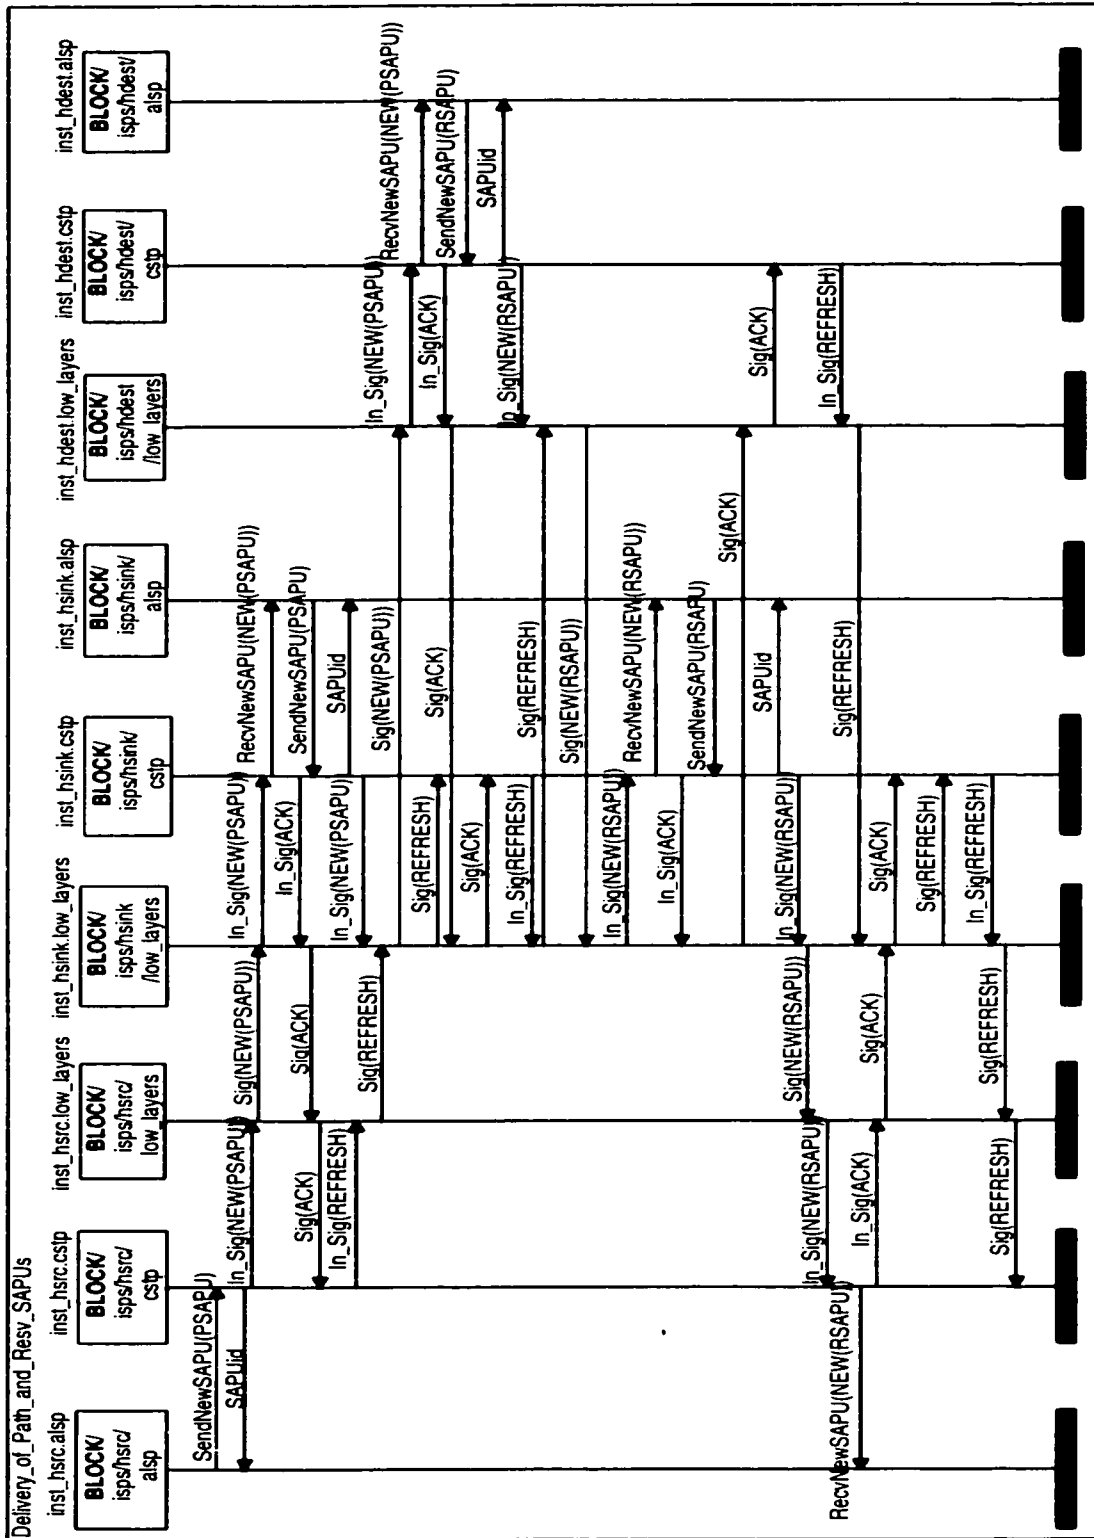 Delivery_of_Path_and_Resv_SAPUs
inst_hsrc.alsp
BLOCK/
isps/hsrc/
alsp
inst_hsrc.cstp
BLOCK/
isps/hsrc/
cstp
inst_hsrc.low_layers
BLOCK/
isps/hsrc/
low_layers
inst_hsink.low_layers
BLOCK/
isps/hsink
/low_layers
inst_hsink.cstp
BLOCK/
isps/hsink/
cstp
inst_hsink.alsp
BLOCK/
isps/hsink/
alsp
inst_hdest.low_layers
BLOCK/
isps/hdest
/low_layers
inst_hdest.cstp
BLOCK/
isps/hdest/
cstp
inst_hdest.alsp
BLOCK/
isps/hdest/
alsp
SendNewSAPU(PSAPU)
SAPUid
In_Sig(NEW(PSAPU))
Sig(NEW(PSAPU))
In_Sig(NEW(PSAPU))
RecvNewSAPU(NEW(PSAPU))
In_Sig(ACK)
Sig(ACK)
SendNewSAPU(PSAPU)
Sig(ACK)
SAPUid
In_Sig(REFRESH)
In_Sig(NEW(PSAPU)
Sig(REFRESH)
Sig(NEW(PSAPU))
In_Sig(NEW(PSAPU))
RecvNewSAPU(NEW(PSAPU))
Sig(REFRESH)
In_Sig(ACK)
Sig(ACK)
SendNewSAPU(RSAPU)
Sig(ACK)
SAPUid
In_Sig(NEW(RSAPU)
In_Sig(REFRESH)
Sig(REFRESH)
Sig(NEW(RSAPU))
In_Sig(NEW(RSAPU))
RecvNewSAPU(NEW(RSAPU))
In_Sig(ACK)
SendNewSAPU(RSAPU)
Sig(ACK)
Sig(ACK)
SAPUid
In_Sig(NEW(RSAPU)
Sig(NEW(RSAPU))
In_Sig(NEW(RSAPU)
In_Sig(REFRESH)
Sig(REFRESH)
RecvNewSAPU(NEW(RSAPU)
In_Sig(ACK)
Sig(ACK)
Sig(ACK)
Sig(REFRESH)
In_Sig(REFRESH)
Sig(REFRESH)
Sig(REFRESH)